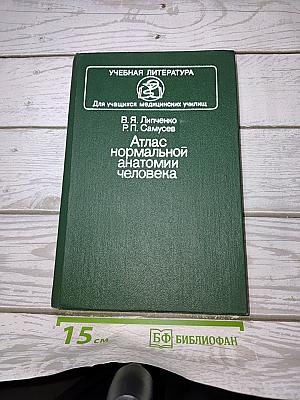 УЧЕБНАЯ ЛИТЕРАТУРА
Для учащихся медицинских училищ
В. Я. Липченко
Р. П. Самусев
Атлас
нормальной
анатомии
человека
15 см
БФ БИБЛИОФАН